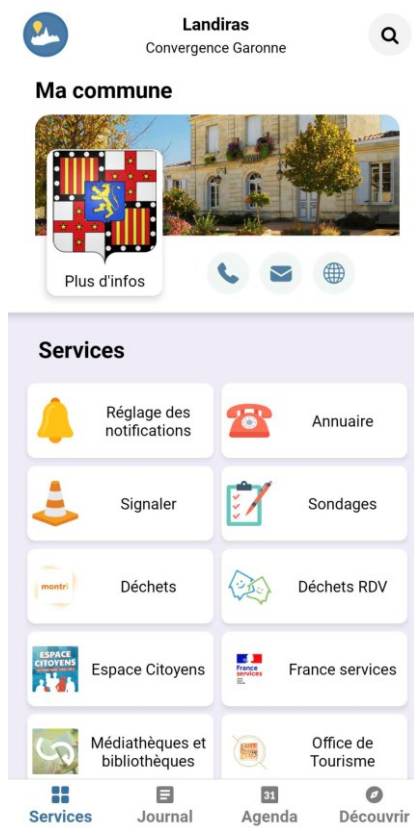 Landiras
Convergence Garonne
Ma commune
Plus d'infos
Services
Réglage des
notifications
Annuaire
Signaler
Sondages
montri
Déchets
Déchets RDV
ESPACE
CITOYENS
Espace Citoyens
France
services
France services
Médiathèques et
bibliothèques
Office de
Tourisme
Services
Journal
31
Agenda
Découvrir